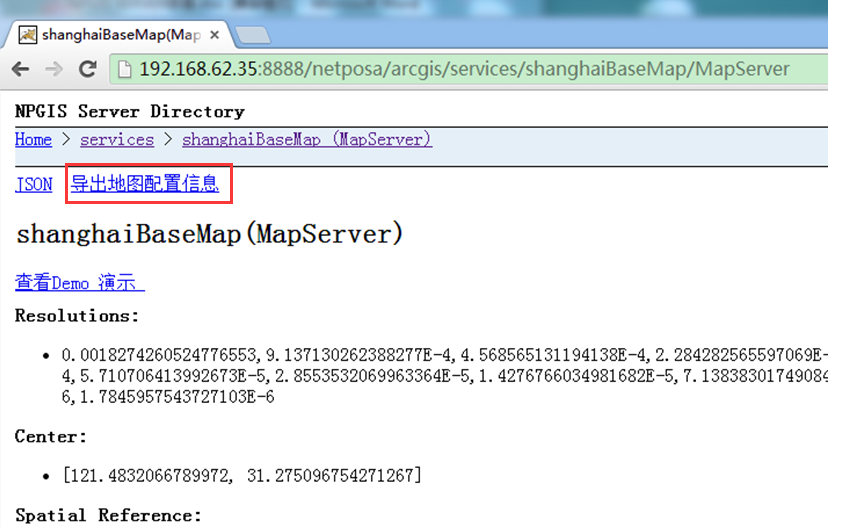 shanghaiBaseMap(Map
192.168.62.35:8888/netposa/arcgis/services/shanghaiBaseMap/MapServer
NPGIS Server Directory
Home > services > shanghaiBaseMap (MapServer)
JSON 导出地图配置信息
shanghaiBaseMap(MapServer)
查看Demo 演示
Resolutions:
• 0.0018274260524776553,9.137130262388277E-4,4.568565131194138E-4,2.284282565597069E-
4,5.710706413992673E-5,2.8553532069963364E-5,1.4276766034981682E-5,7.1383830174908
6,1.7845957543727103E-6
Center:
• [121.4832066789972, 31.275096754271267]
Spatial Reference: